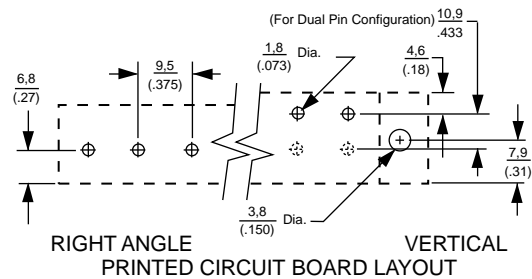 (For Dual Pin Configuration) 10,9
.433
1,8 Dia.
(.073)
4,6
(.18)
9,5
(.375)
6,8
(.27)
7,9
(.31)
3,8 Dia.
(.150)
RIGHT ANGLE VERTICAL
PRINTED CIRCUIT BOARD LAYOUT